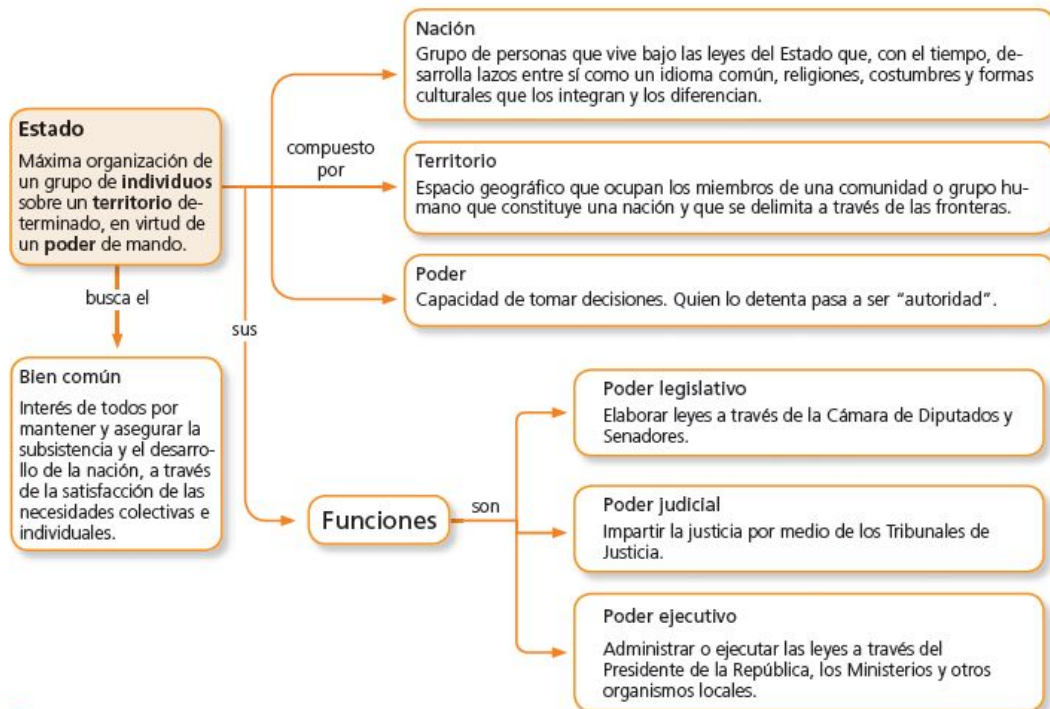 Estado
Máxima organización de
un grupo de individuos
sobre un territorio de-
terminado, en virtud de
un poder de mando.
compuesto
por
Nación
Grupo de personas que vive bajo las leyes del Estado que, con el tiempo, de-
sarrolla lazos entre sí como un idioma común, religiones, costumbres y formas
culturales que los integran y los diferencian.
Territorio
Espacio geográfico que ocupan los miembros de una comunidad o grupo hu-
mano que constituye una nación y que se delimita a través de las fronteras.
Poder
Capacidad de tomar decisiones. Quien lo detenta pasa a ser “autoridad”.
busca el
Bien común
Interés de todos por
mantener y asegurar la
subsistencia y el desarro-
llo de la nación, a través
de la satisfacción de las
necesidades colectivas e
individuales.
sus
Funciones
son
Poder legislativo
Elaborar leyes a través de la Cámara de Diputados y
Senadores.
Poder judicial
Impartir la justicia por medio de los Tribunales de
Justicia.
Poder ejecutivo
Administrar o ejecutar las leyes a través del
Presidente de la República, los Ministerios y otros
organismos locales.